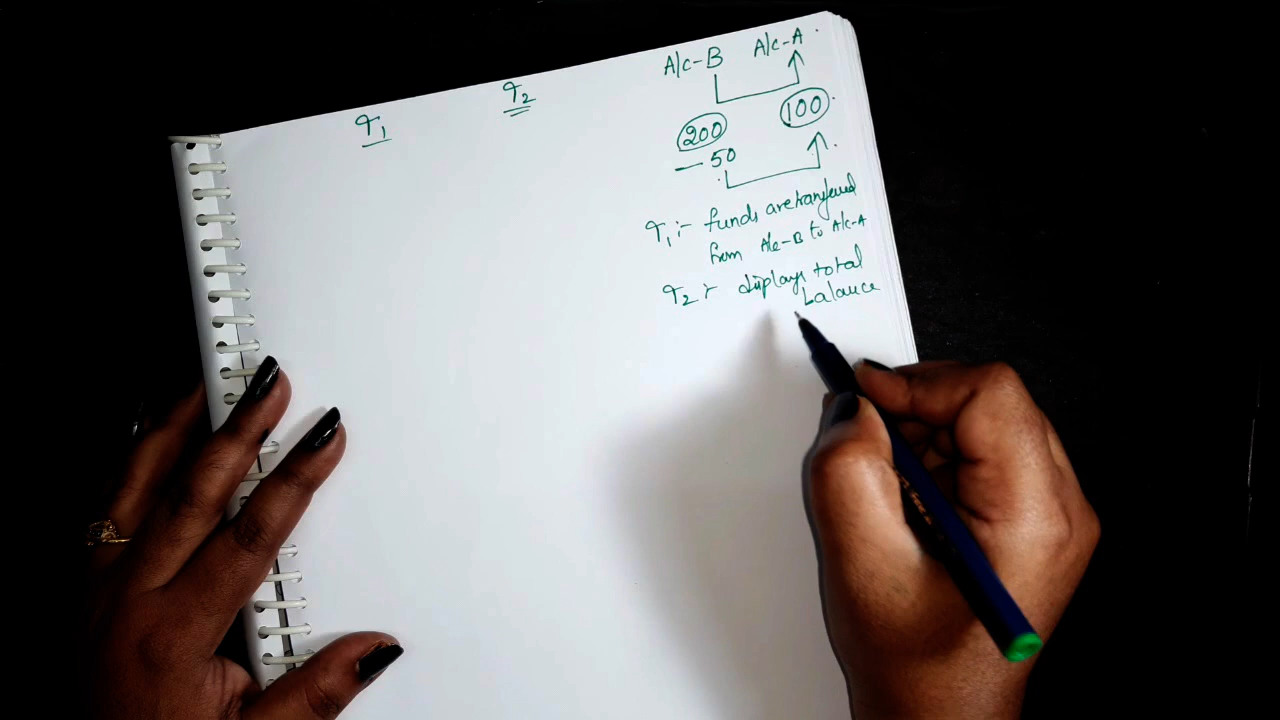 T1
T2
A/c-B A/c-A
200
100
- 50
T1 :- funds are transferred
from A/c-B to A/c-A
T2 :- displays total
balance